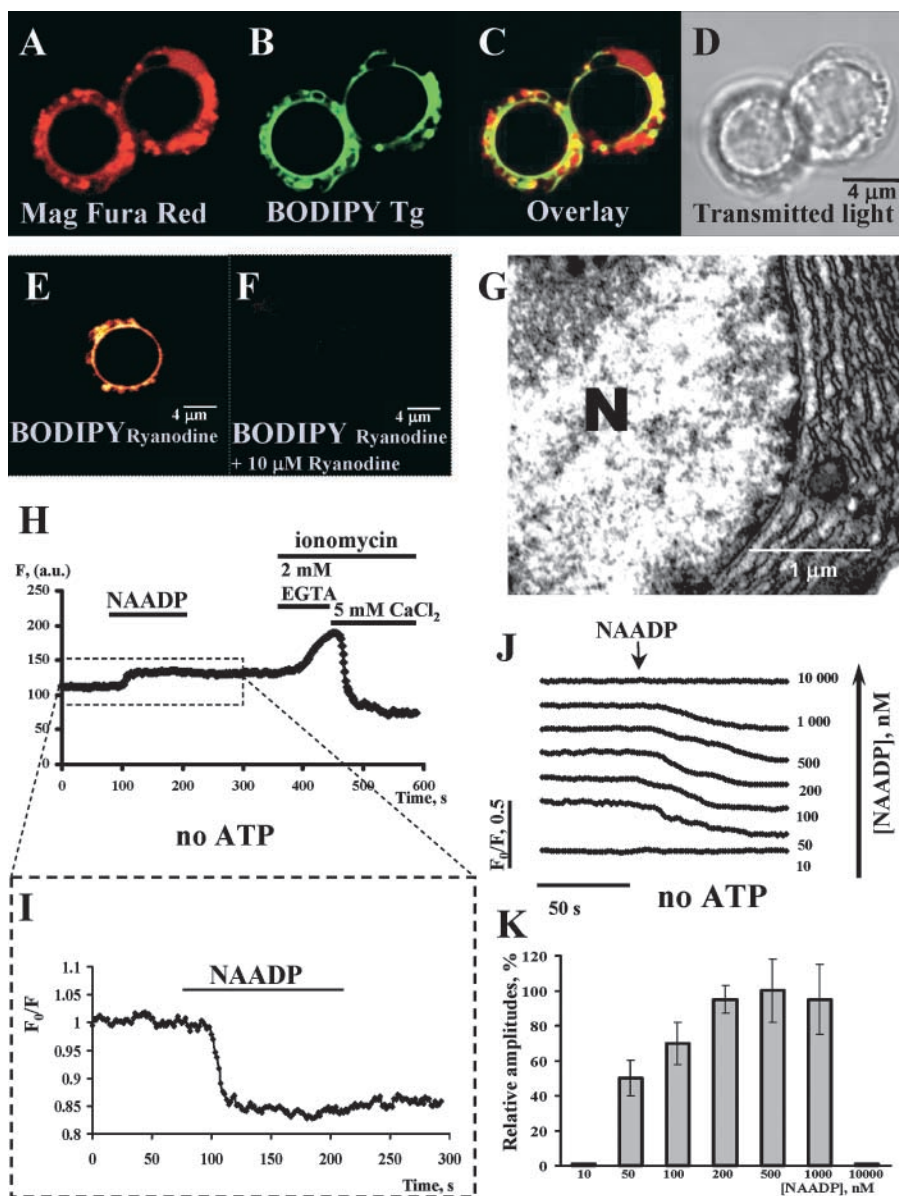 A
Mag Fura Red
B
BODIPY Tg
C
Overlay
D
4 μm
Transmitted light
E
4 μm
BODIPY Ryanodine
F
4 μm
BODIPY Ryanodine
+ 10 μM Ryanodine
G
N
1 μm
H
F, (a.u.)
250
200
150
100
50
0
NAADP
ionomycin
2 mM
EGTA
5 mM CaCl2
0 100 200 300 400 500 600
Time, s
no ATP
I
F0/F
1.1
1.05
1
0.95
0.9
0.85
0.8
NAADP
0 50 100 150 200 250 300
Time, s
J
NAADP
10 000
1 000
500
200
100
50
10
[NAADP], nM
F0/F, 0.5
50 s
no ATP
K
Relative amplitudes, %
120
100
80
60
40
20
0
10 50 100 200 500 1000 10000
[NAADP], nM